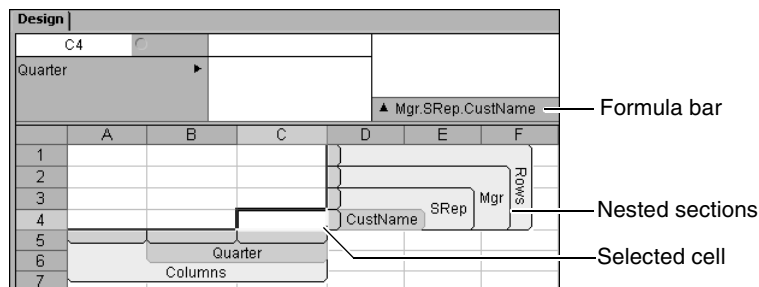 Design
C4
Quarter
Mgr.SRep.CustName
Formula bar
A B C D E F
1
2
3
4
5
6
7
Rows
Mgr
SRep
CustName
Nested sections
Selected cell
Quarter
Columns